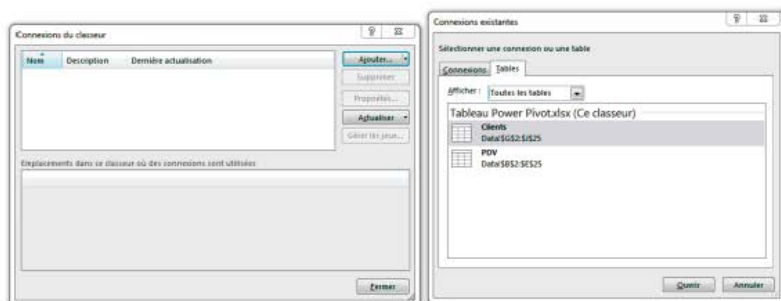 Connexions du classeur
Nom Description Dernière actualisation
Ajouter...
Supprimer
Propriétés...
Actualiser
Gérer les jeux...
Emplacements dans ce classeur où des connexions sont utilisées
Fermer
Connexions existantes
Sélectionner une connexion ou une table
Connexions Tables
Afficher : Toutes les tables
Tableau Power Pivot.xlsx (Ce classeur)
Clients
Data!$G$2:$J$25
PDV
Data!$B$2:$E$25
Ouvrir Annuler